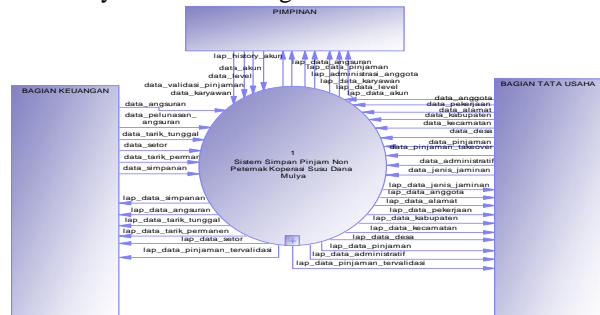 PIMPINAN
lap_history_akun
data_akun
data_level
data_validasi_pinjaman
data_karyawan
lap_data_angsuran
lap_data_pinjaman
lap_administrasi_anggota
lap_data_karyawan
lap_data_level
lap_data_akun
BAGIAN KEUANGAN
data_angsuran
data_pelunasan_
angsuran
data_tarik_tunggal
data_setor
data_tarik_perman
data_simpanan
lap_data_simpanan
lap_data_angsuran
lap_data_tarik_tunggal
lap_data_tarik_permanen
lap_data_setor
lap_data_pinjaman_tervalidasi
1
Sistem Simpan Pinjam Non
Peternak Koperasi Susu Dana
Mulya
BAGIAN TATA USAHA
data_anggota
data_pekerjaan
data_alamat
data_kabupaten
data_kecamatan
data_desa
data_pinjaman
data_pinjaman_takeover
data_administratif
data_jenis_jaminan
lap_data_jenis_jaminan
lap_data_anggota
lap_data_alamat
lap_data_pekerjaan
lap_data_kabupaten
lap_data_kecamatan
lap_data_desa
lap_data_pinjaman
lap_data_administratif
lap_data_pinjaman_tervalidasi